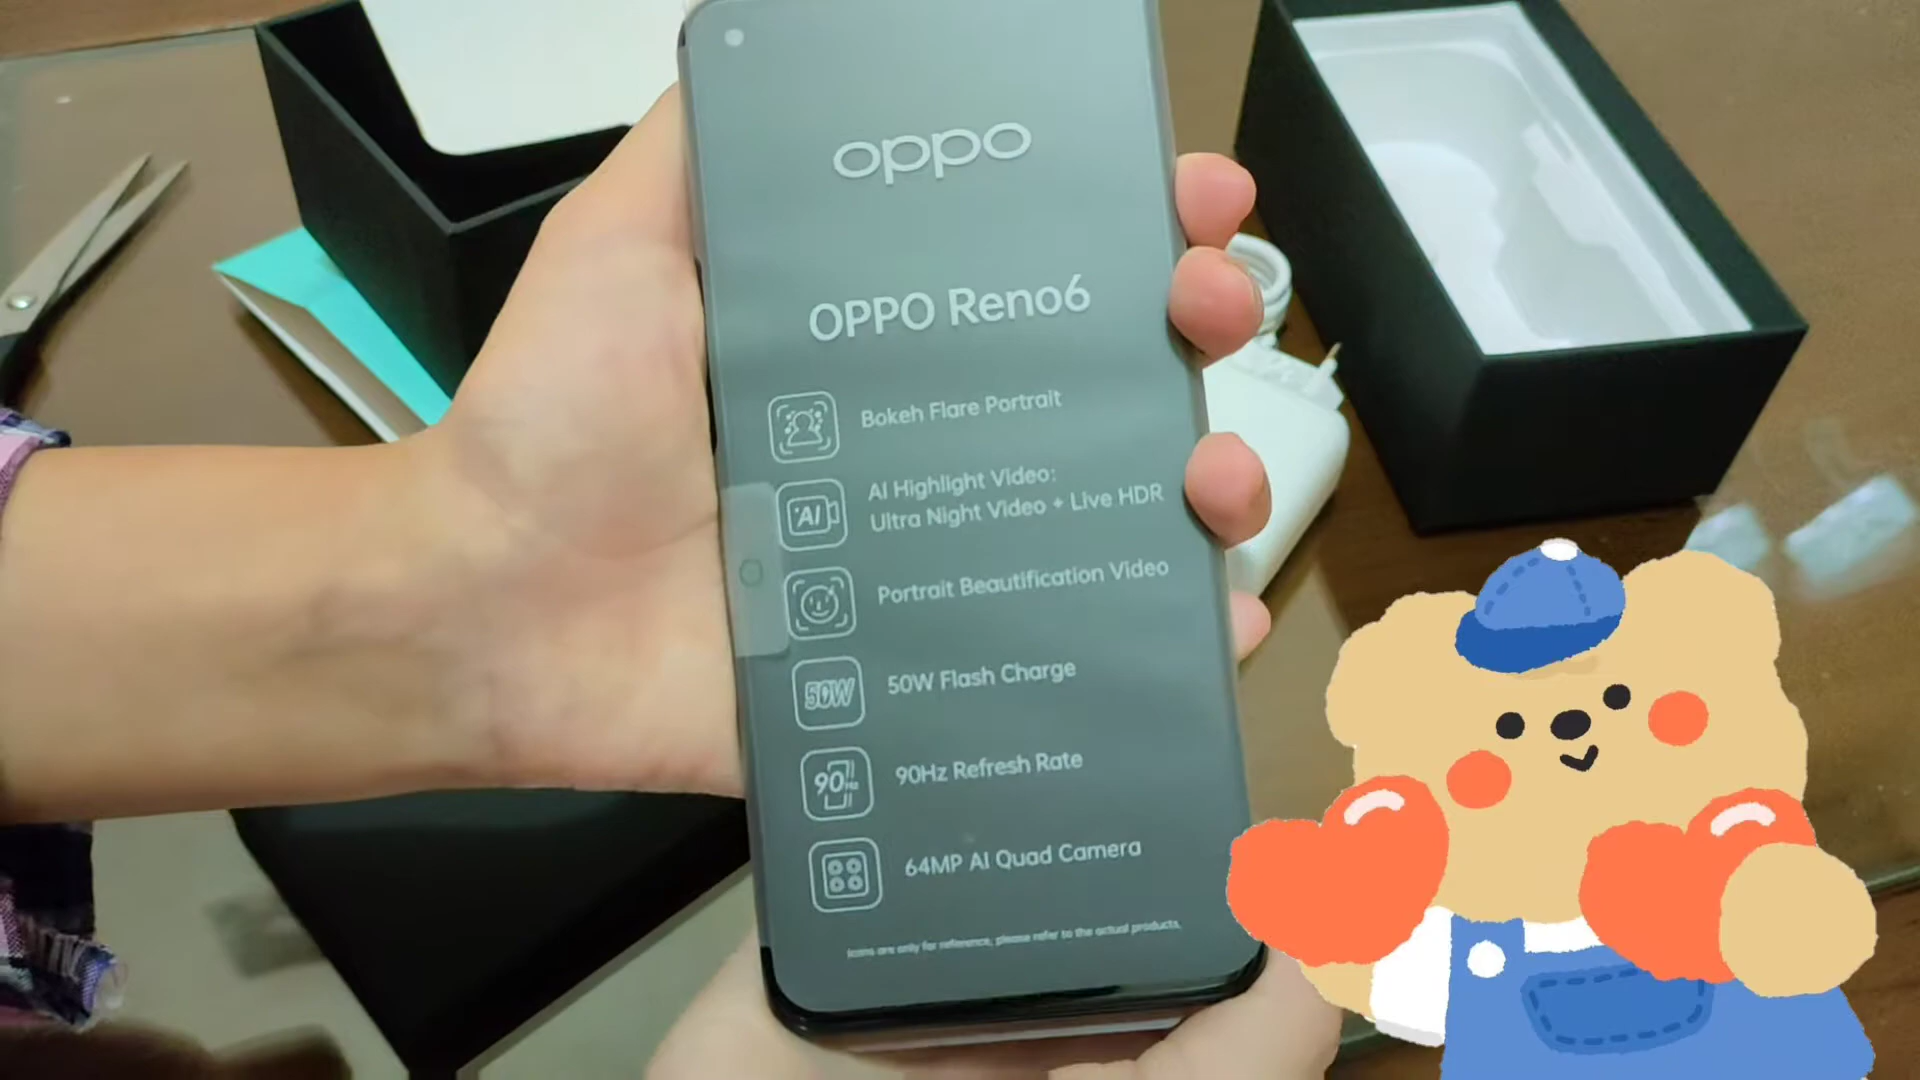 oppo
OPPO Reno6
Bokeh Flare Portrait
AI Highlight Video:
Ultra Night Video + Live HDR
AI
Portrait Beautification Video
50W
50W Flash Charge
90Hz
90Hz Refresh Rate
64MP AI Quad Camera
Icons are only for reference, please refer to the actual products.